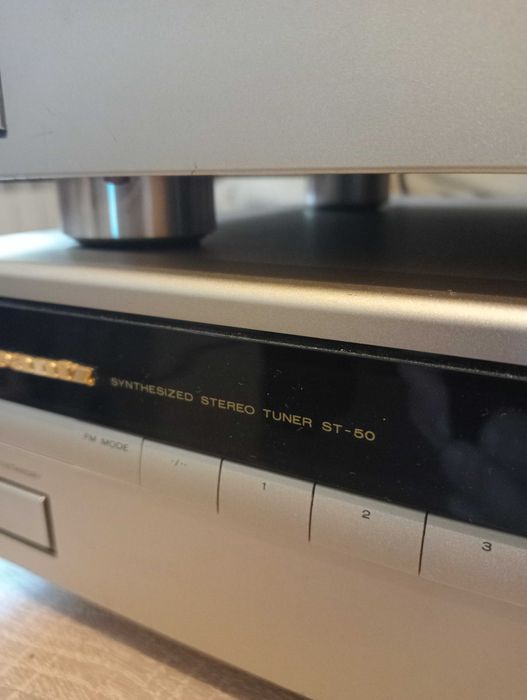 SYNTHESIZED STEREO TUNER ST-50
FM MODE
-/--
1
2
3